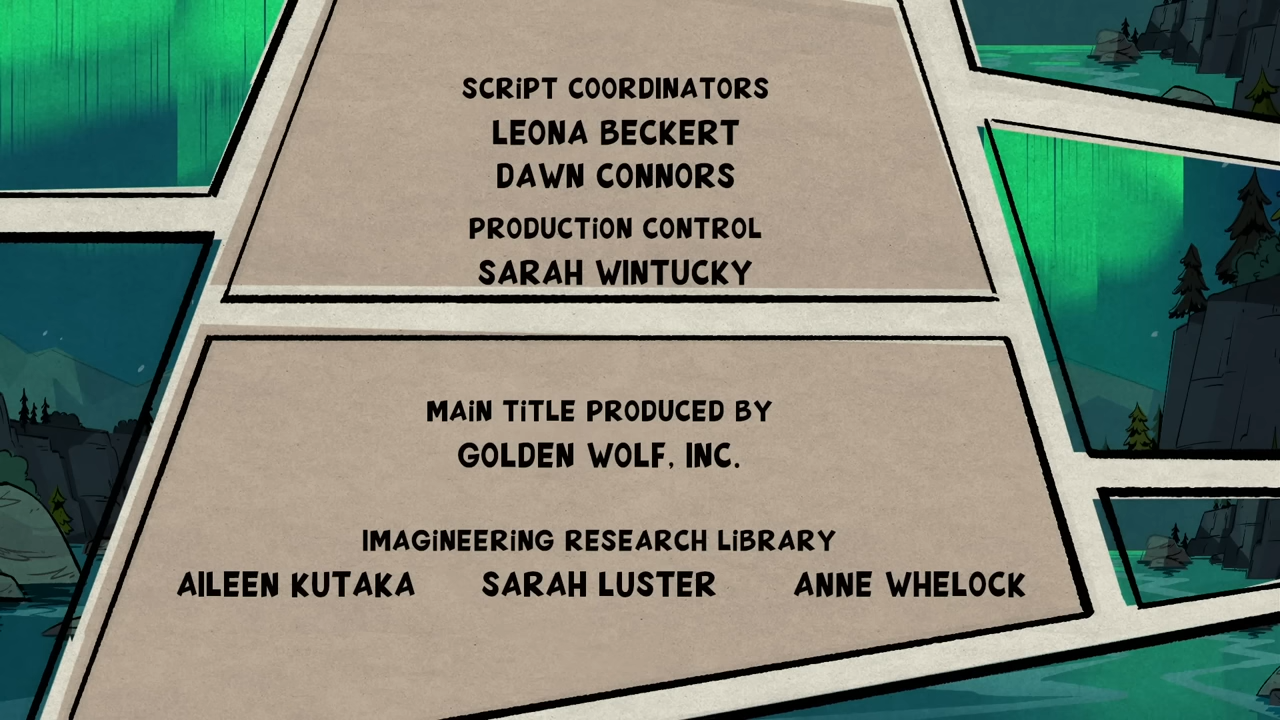 SCRiPT COORDINATORS
LEONA BECKERT
DAWN CONNORS
PRODUCTiON CONTROL
SARAH WINTUCKY
MAiN TiTLE PRODUCED BY
GOLDEN WOLF, INC.
IMAGiNEERiNG RESEARCH LiBRARY
AILEEN KUTAKA SARAH LUSTER ANNE WHELOCK